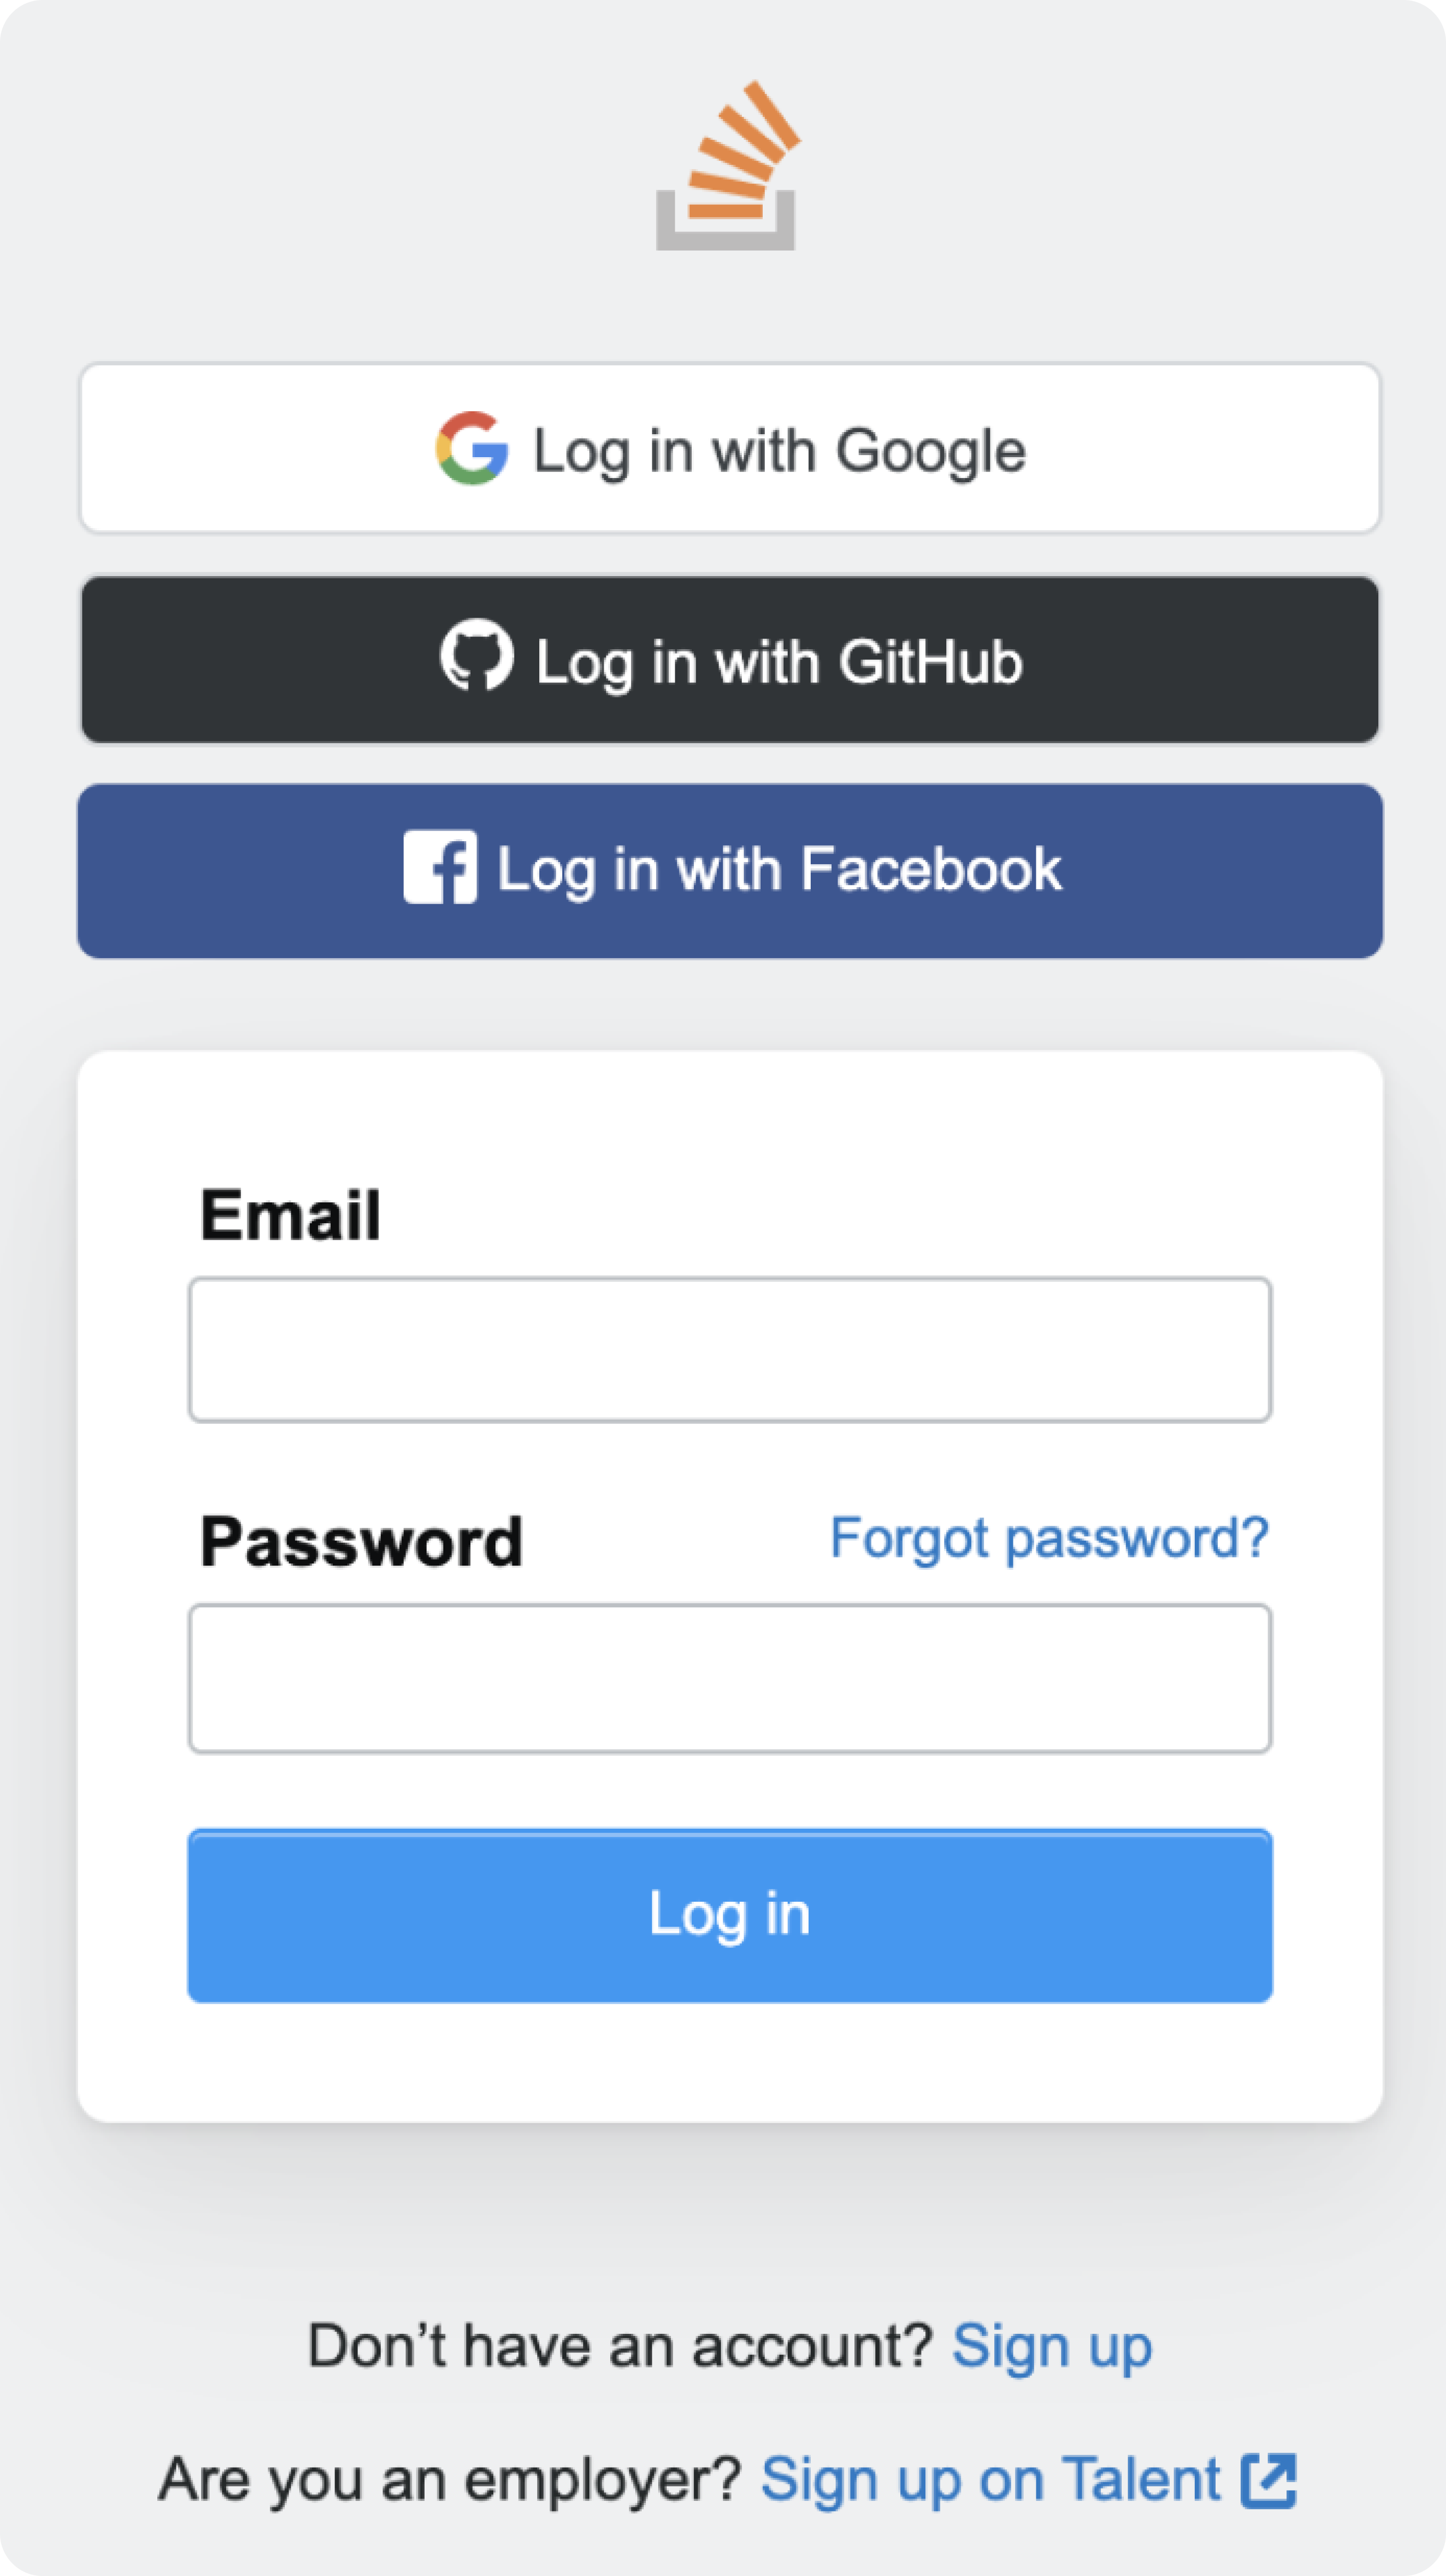 Log in with Google
Log in with GitHub
Log in with Facebook
Email
Password Forgot password?
Log in
Don’t have an account? Sign up
Are you an employer? Sign up on Talent